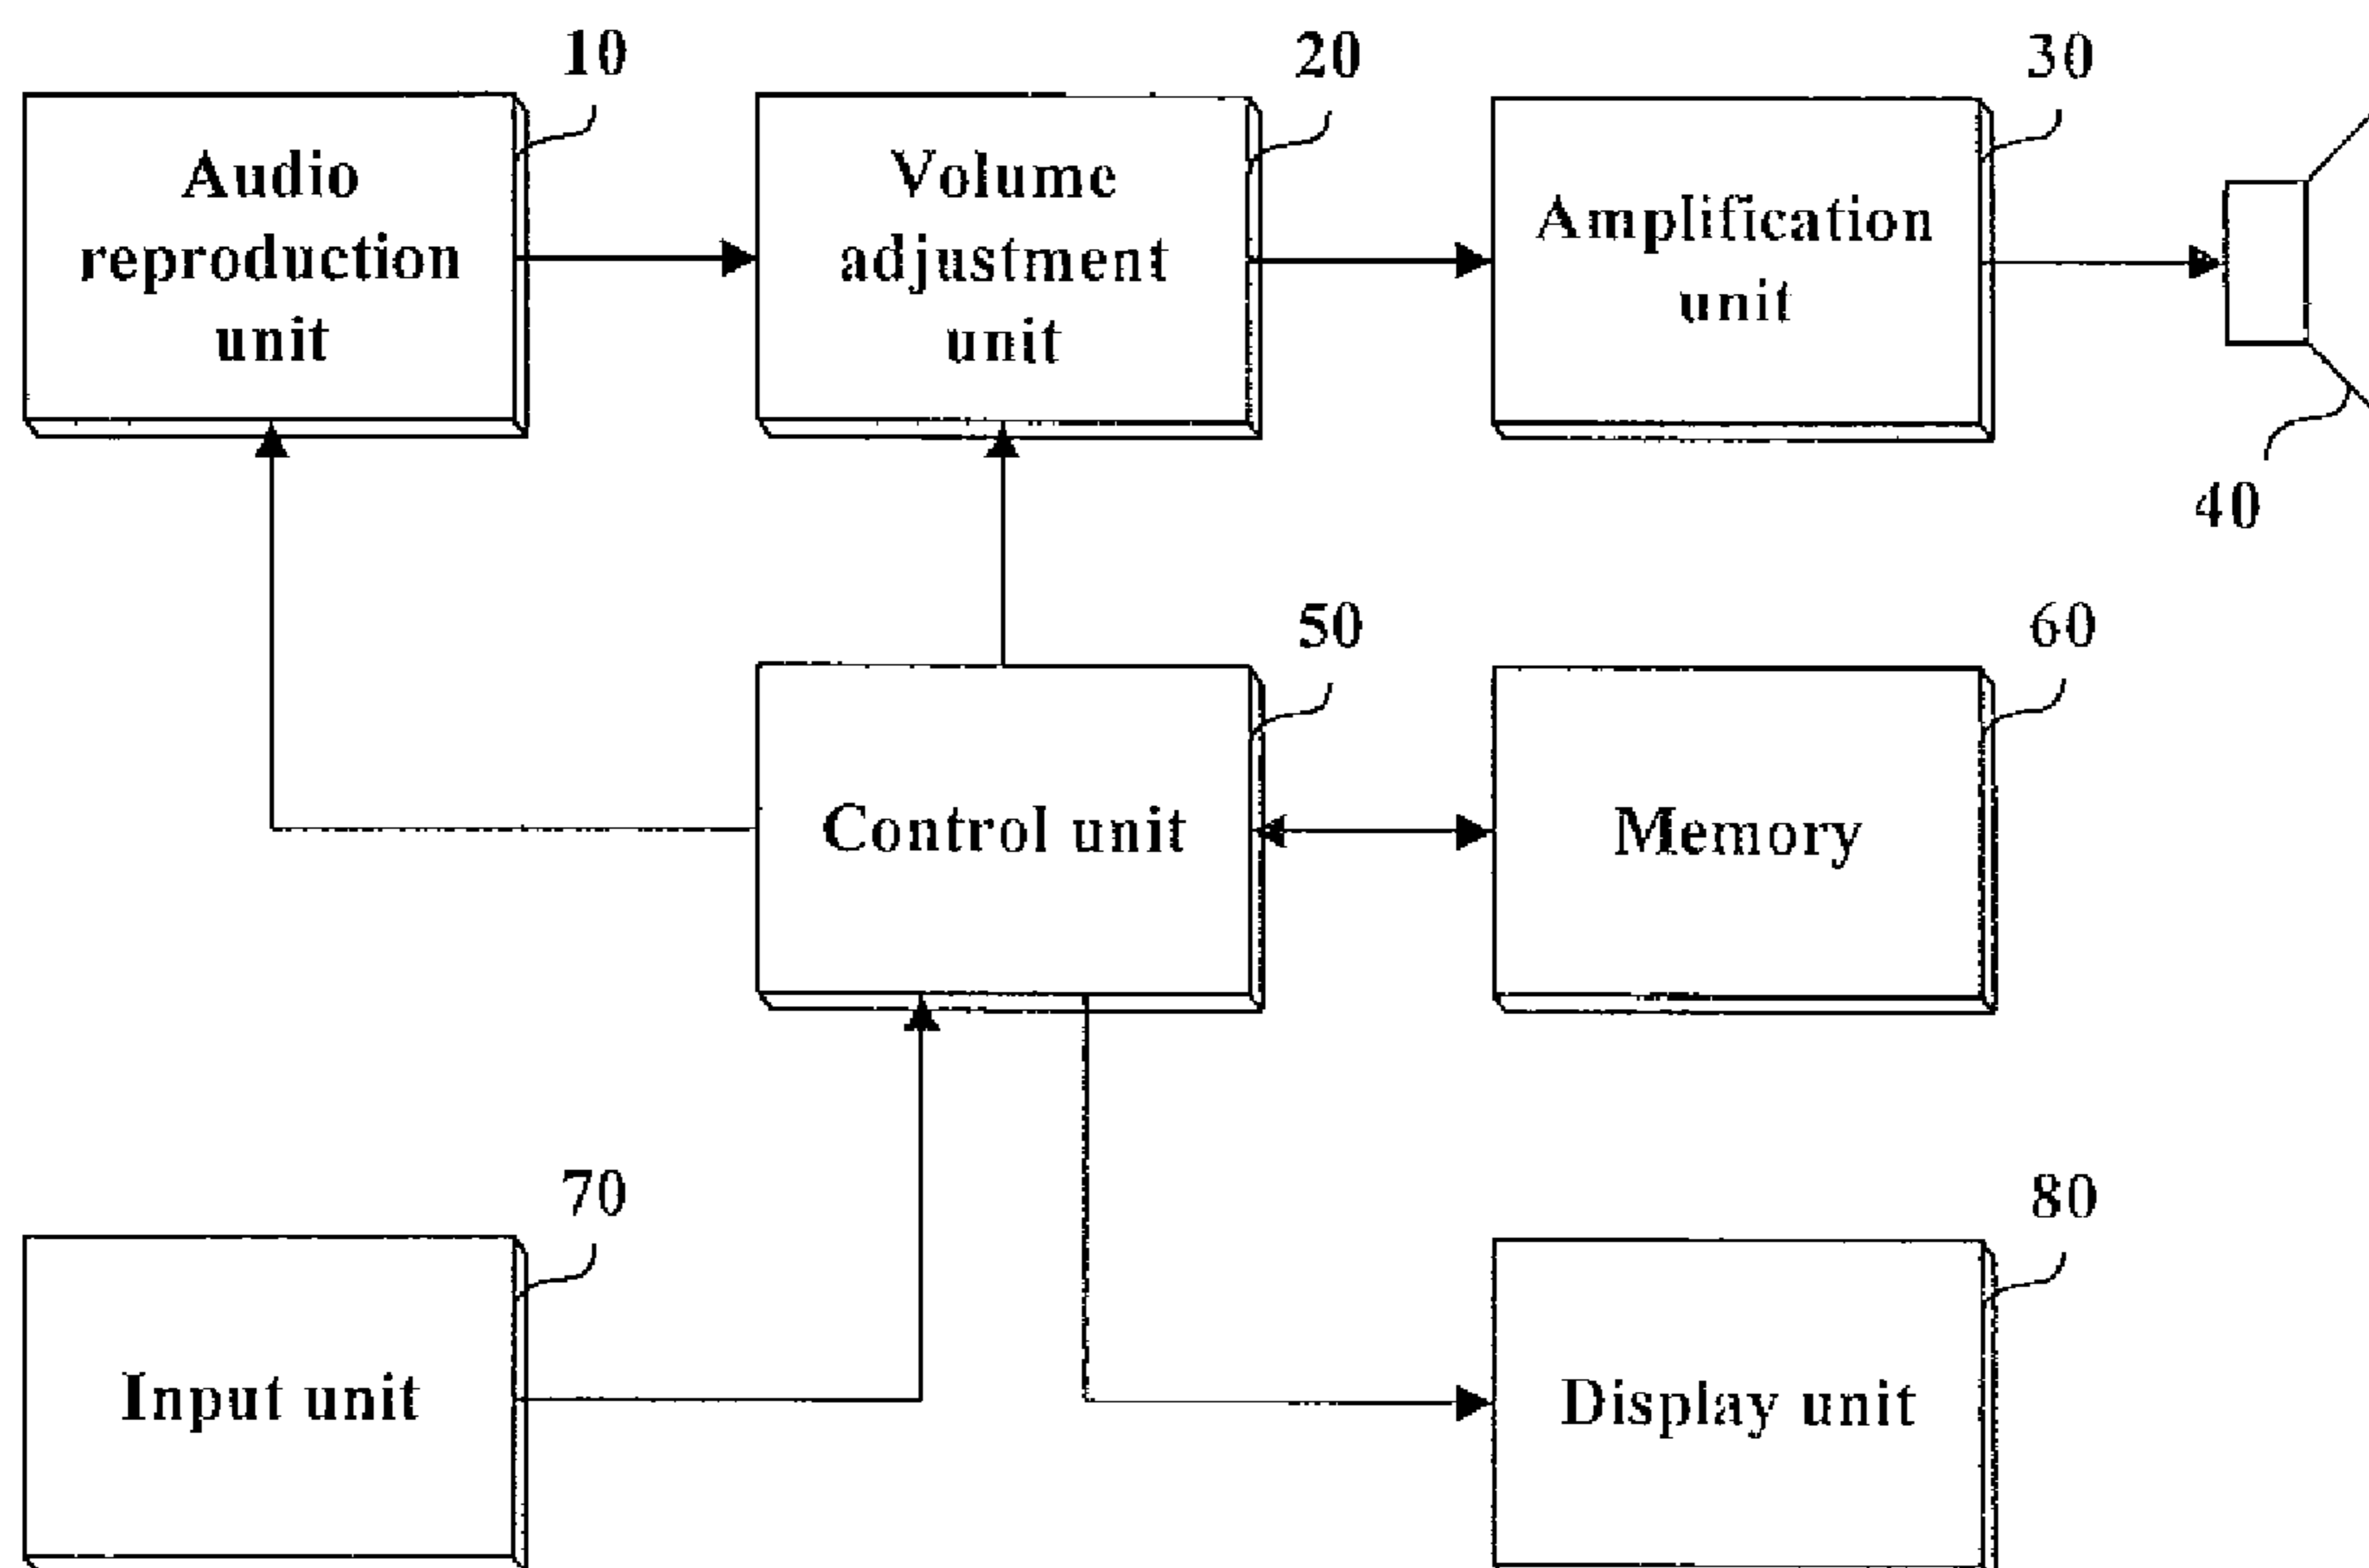 10
20
30
Audio
reproduction
unit
Volume
adjustment
unit
Amplification
unit
40
50
60
Control unit
Memory
70
80
Input unit
Display unit